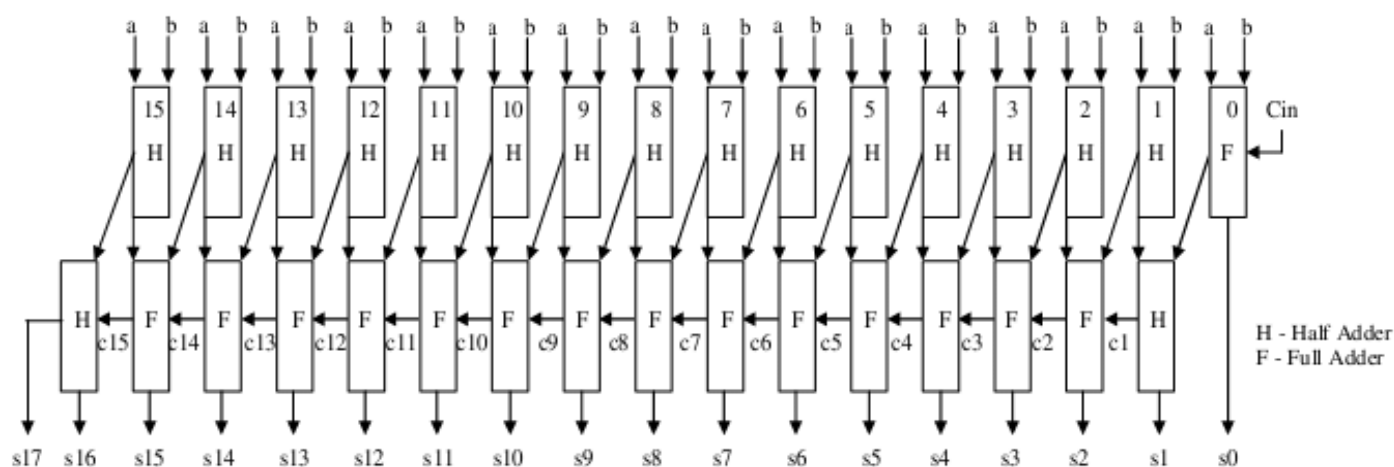 a b a b a b a b a b a b a b a b a b a b a b a b a b a b a b a b
15 14 13 12 11 10 9 8 7 6 5 4 3 2 1 0 Cin
H H H H H H H H H H H H H H H F
H F F F F F F F F F F F F F F H
c15 c14 c13 c12 c11 c10 c9 c8 c7 c6 c5 c4 c3 c2 c1
H - Half Adder
F - Full Adder
s17 s16 s15 s14 s13 s12 s11 s10 s9 s8 s7 s6 s5 s4 s3 s2 s1 s0